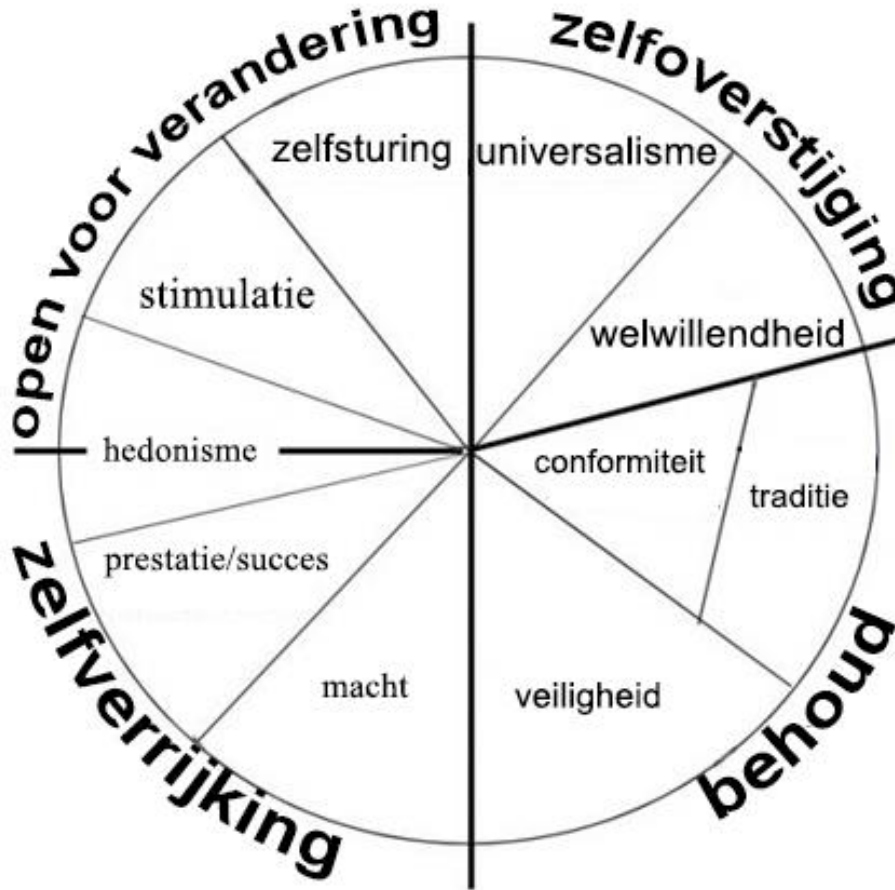 open voor verandering
zelfoverstijging
zelfsturing
universalisme
stimulatie
welwillendheid
hedonisme
conformiteit
traditie
prestatie/succes
macht
veiligheid
zelfverrijking
behoud